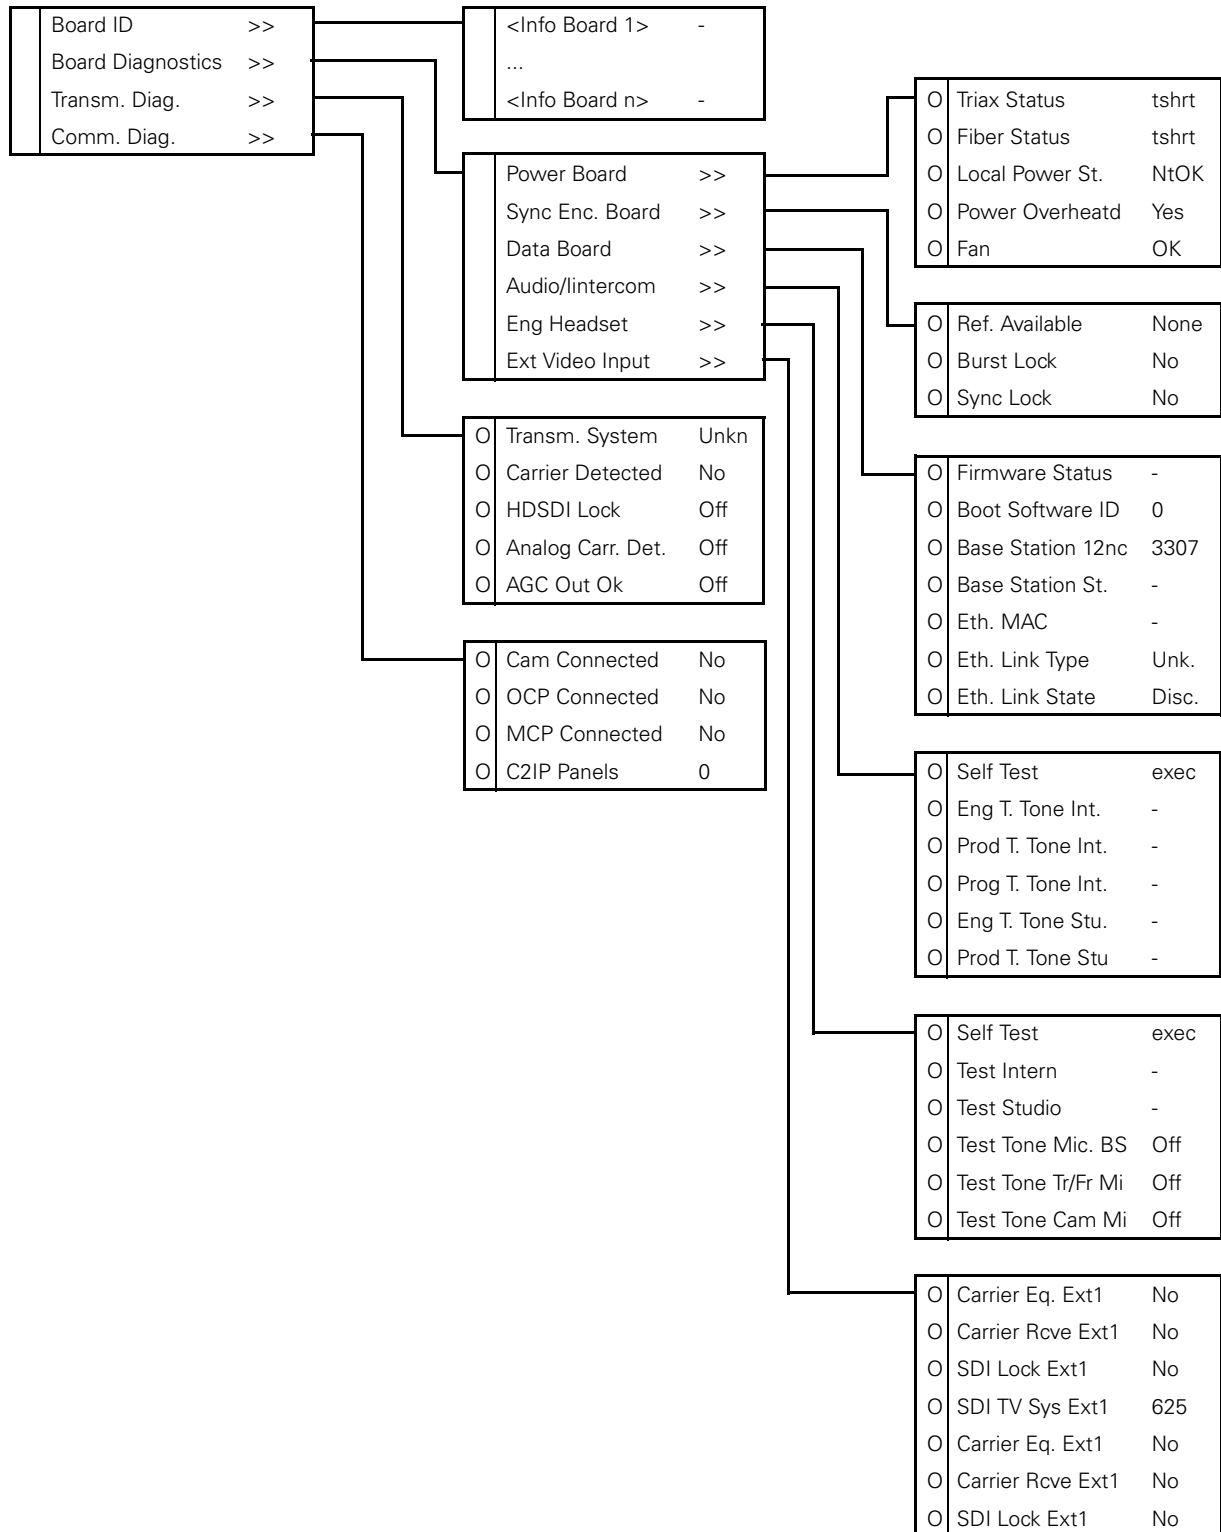 Board ID >>
Board Diagnostics >>
Transm. Diag. >>
Comm. Diag. >>
<Info Board 1> -
...
<Info Board n> -
Power Board >>
Sync Enc. Board >>
Data Board >>
Audio/Iintercom >>
Eng Headset >>
Ext Video Input >>
O Transm. System Unkn
O Carrier Detected No
O HDSDI Lock Off
O Analog Carr. Det. Off
O AGC Out Ok Off
O Cam Connected No
O OCP Connected No
O MCP Connected No
O C2IP Panels 0
O Triax Status tshrt
O Fiber Status tshrt
O Local Power St. NtOK
O Power Overheatd Yes
O Fan OK
O Ref. Available None
O Burst Lock No
O Sync Lock No
O Firmware Status -
O Boot Software ID 0
O Base Station 12nc 3307
O Base Station St. -
O Eth. MAC -
O Eth. Link Type Unk.
O Eth. Link State Disc.
O Self Test exec
O Eng T. Tone Int. -
O Prod T. Tone Int. -
O Prog T. Tone Int. -
O Eng T. Tone Stu. -
O Prod T. Tone Stu -
O Self Test exec
O Test Intern -
O Test Studio -
O Test Tone Mic. BS Off
O Test Tone Tr/Fr Mi Off
O Test Tone Cam Mi Off
O Carrier Eq. Ext1 No
O Carrier Rcve Ext1 No
O SDI Lock Ext1 No
O SDI TV Sys Ext1 625
O Carrier Eq. Ext1 No
O Carrier Rcve Ext1 No
O SDI Lock Ext1 No